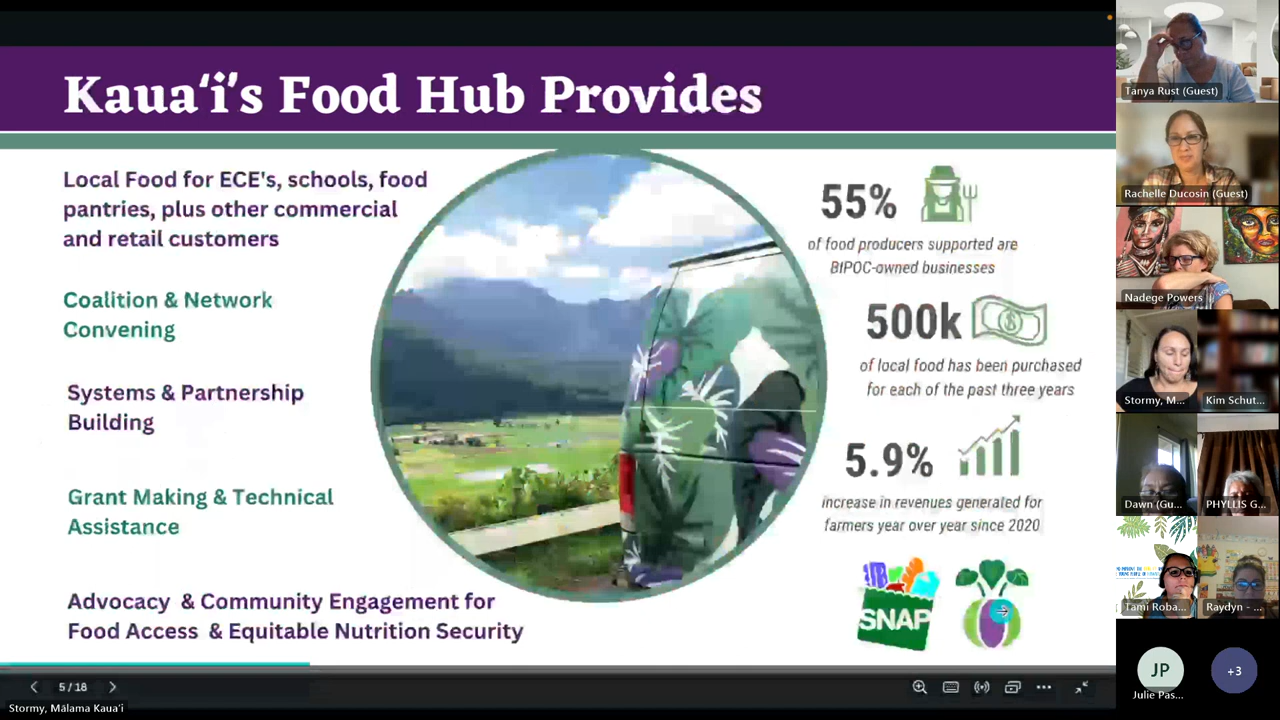 Kauaʻi's Food Hub Provides
Local Food for ECE's, schools, food
pantries, plus other commercial
and retail customers
Coalition & Network
Convening
Systems & Partnership
Building
Grant Making & Technical
Assistance
Advocacy & Community Engagement for
Food Access & Equitable Nutrition Security
55%
of food producers supported are
BIPOC-owned businesses
500k
of local food has been purchased
for each of the past three years
5.9%
increase in revenues generated for
farmers year over year since 2020
SNAP
5 / 18
Stormy, Mālama Kauaʻi
Tanya Rust (Guest)
Rachelle Ducosin (Guest)
Nadege Powers
Stormy, M...
Kim Schut...
Dawn (Gu...
PHYLLIS G...
Tami Roba...
Raydyn - ...
JP
Julie Pas...
+3